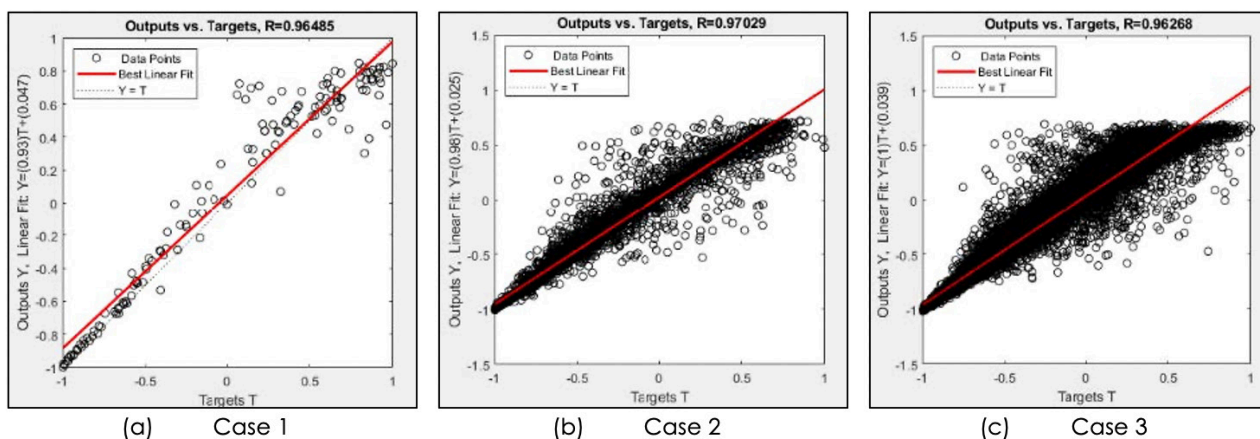 Outputs vs. Targets, R=0.96485
Outputs Y, Linear Fit: Y=(0.93)T+(0.047)
1
0.8
0.6
0.4
0.2
0
-0.2
-0.4
-0.6
-0.8
-1
Data Points
Best Linear Fit
Y = T
-1 -0.5 0 0.5 1
Targets T
(a) Case 1
Outputs vs. Targets, R=0.97029
Outputs Y, Linear Fit: Y=(0.98)T+(0.025)
1.5
1
0.5
0
-0.5
-1
-1.5
Data Points
Best Linear Fit
Y = T
-1 -0.5 0 0.5 1
Targets T
(b) Case 2
Outputs vs. Targets, R=0.96268
Outputs Y, Linear Fit: Y=(1)T+(0.039)
1.5
1
0.5
0
-0.5
-1
-1.5
Data Points
Best Linear Fit
Y = T
-1 -0.5 0 0.5 1
Targets T
(c) Case 3